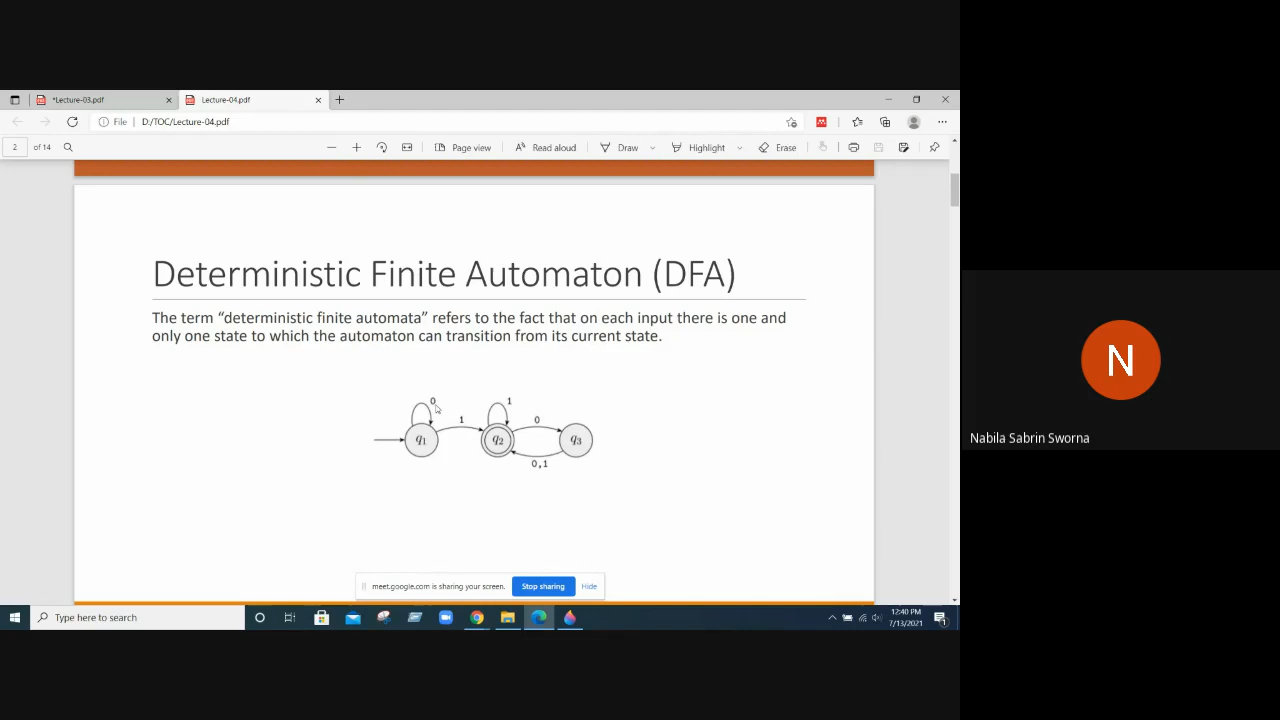 *Lecture-03.pdf
Lecture-04.pdf
File
D:/TOC/Lecture-04.pdf
2 of 14
Page view
Read aloud
Draw
Highlight
Erase
Deterministic Finite Automaton (DFA)
The term “deterministic finite automata” refers to the fact that on each input there is one and
only one state to which the automaton can transition from its current state.
0
1
1
0
q1
q2
q3
0,1
meet.google.com is sharing your screen.
Stop sharing
Hide
Type here to search
12:40 PM
7/13/2021
N
Nabila Sabrin Sworna